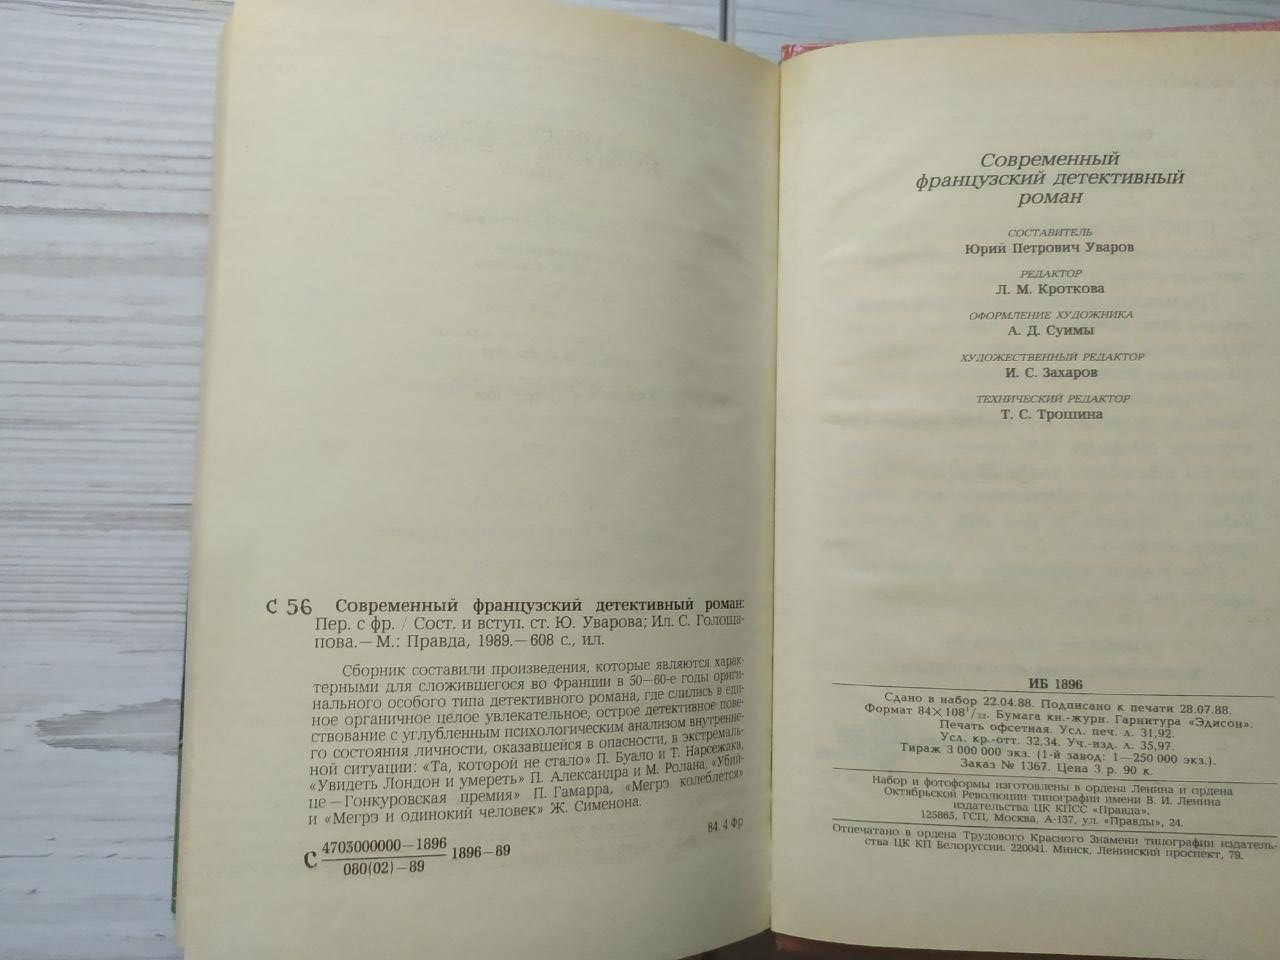 С 56 Современный французский детективный роман:
Пер. с фр. / Сост. и вступ. ст. Ю. Уварова; Ил. С. Голоща-
пова.— М.: Правда, 1989.— 608 с., ил.
Сборник составили произведения, которые являются харак-
терными для сложившегося во Франции в 50—60-е годы ориги-
нального особого типа детективного романа, где слились в еди-
ное органичное целое увлекательное, острое детективное пове-
ствование с углубленным психологическим анализом внутренне-
го состояния личности, оказавшейся в опасности, в экстремаль-
ной ситуации: «Та, которой не стало» П. Буало и Т. Нарсежака,
«Увидеть Лондон и умереть» П. Александра и М. Ролана, «Убий-
це — Гонкуровская премия» П. Гамарра, «Мегрэ колеблется»
и «Мегрэ и одинокий человек» Ж. Сименона.
84. 4 Фр
С 4703000000—1896 1896—89
080(02)—89
Современный
французский детективный
роман
СОСТАВИТЕЛЬ
Юрий Петрович Уваров
РЕДАКТОР
Л. М. Кроткова
ОФОРМЛЕНИЕ ХУДОЖНИКА
А. Д. Суимы
ХУДОЖЕСТВЕННЫЙ РЕДАКТОР
И. С. Захаров
ТЕХНИЧЕСКИЙ РЕДАКТОР
Т. С. Трошина
ИБ 1896
Сдано в набор 22.04.88. Подписано к печати 28.07.88.
Формат 84×108¹/₃₂. Бумага кн.-журн. Гарнитура «Эдисон».
Печать офсетная. Усл. печ. л. 31,92.
Усл. кр.-отт. 32,34. Уч.-изд. л. 35,97.
Тираж 3 000 000 экз. (1-й завод: 1—250 000 экз.).
Заказ № 1367. Цена 3 р. 90 к.
Набор и фотоформы изготовлены в ордена Ленина и ордена
Октябрьской Революции типографии имени В. И. Ленина
издательства ЦК КПСС «Правда».
125865, ГСП, Москва, А-137, ул. «Правды», 24.
Отпечатано в ордена Трудового Красного Знамени типографии издатель-
ства ЦК КП Белоруссии. 220041. Минск, Ленинский проспект, 79.